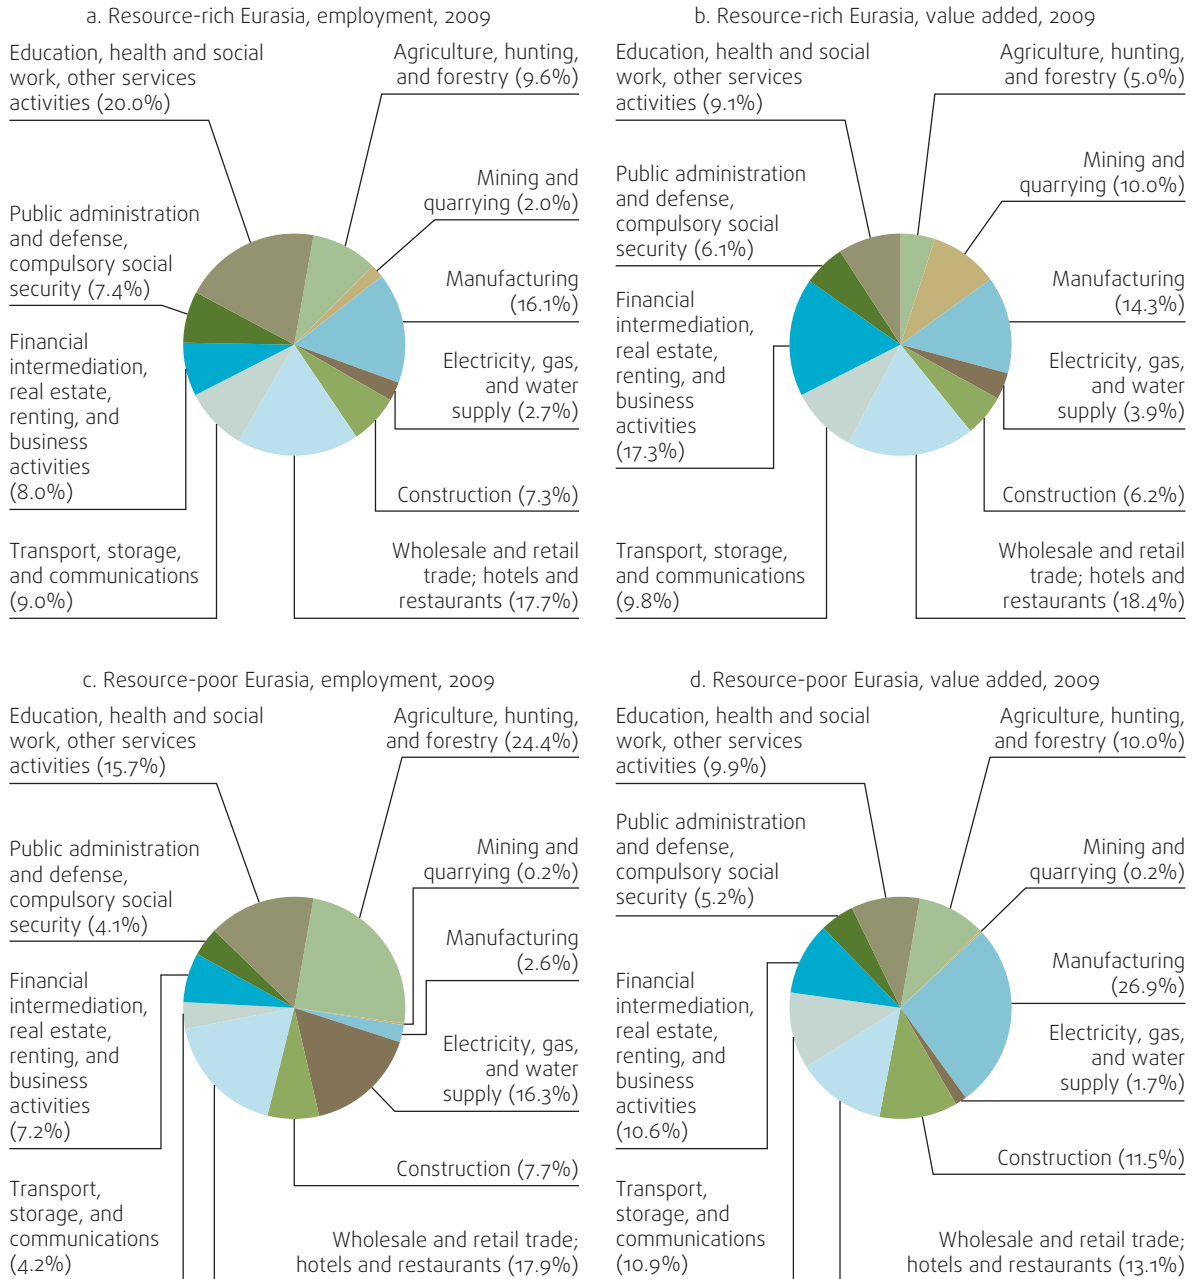 a. Resource-rich Eurasia, employment, 2009
Education, health and social
work, other services
activities (20.0%)
Agriculture, hunting,
and forestry (9.6%)
Mining and
quarrying (2.0%)
Public administration
and defense,
compulsory social
security (7.4%)
Manufacturing
(16.1%)
Financial
intermediation,
real estate,
renting, and
business
activities
(8.0%)
Electricity, gas,
and water
supply (2.7%)
Construction (7.3%)
Transport, storage,
and communications
(9.0%)
Wholesale and retail
trade; hotels and
restaurants (17.7%)
b. Resource-rich Eurasia, value added, 2009
Education, health and social
work, other services
activities (9.1%)
Agriculture, hunting,
and forestry (5.0%)
Mining and
quarrying (10.0%)
Public administration
and defense,
compulsory social
security (6.1%)
Manufacturing
(14.3%)
Financial
intermediation,
real estate,
renting, and
business
activities
(17.3%)
Electricity, gas,
and water
supply (3.9%)
Construction (6.2%)
Transport, storage,
and communications
(9.8%)
Wholesale and retail
trade; hotels and
restaurants (18.4%)
c. Resource-poor Eurasia, employment, 2009
Education, health and social
work, other services
activities (15.7%)
Agriculture, hunting,
and forestry (24.4%)
Public administration
and defense,
compulsory social
security (4.1%)
Mining and
quarrying (0.2%)
Manufacturing
(2.6%)
Financial
intermediation,
real estate,
renting, and
business
activities
(7.2%)
Electricity, gas,
and water
supply (16.3%)
Construction (7.7%)
Transport,
storage, and
communications
(4.2%)
Wholesale and retail trade;
hotels and restaurants (17.9%)
d. Resource-poor Eurasia, value added, 2009
Education, health and social
work, other services
activities (9.9%)
Agriculture, hunting,
and forestry (10.0%)
Public administration
and defense,
compulsory social
security (5.2%)
Mining and
quarrying (0.2%)
Manufacturing
(26.9%)
Financial
intermediation,
real estate,
renting, and
business
activities
(10.6%)
Electricity, gas,
and water
supply (1.7%)
Construction (11.5%)
Transport,
storage, and
communications
(10.9%)
Wholesale and retail trade;
hotels and restaurants (13.1%)